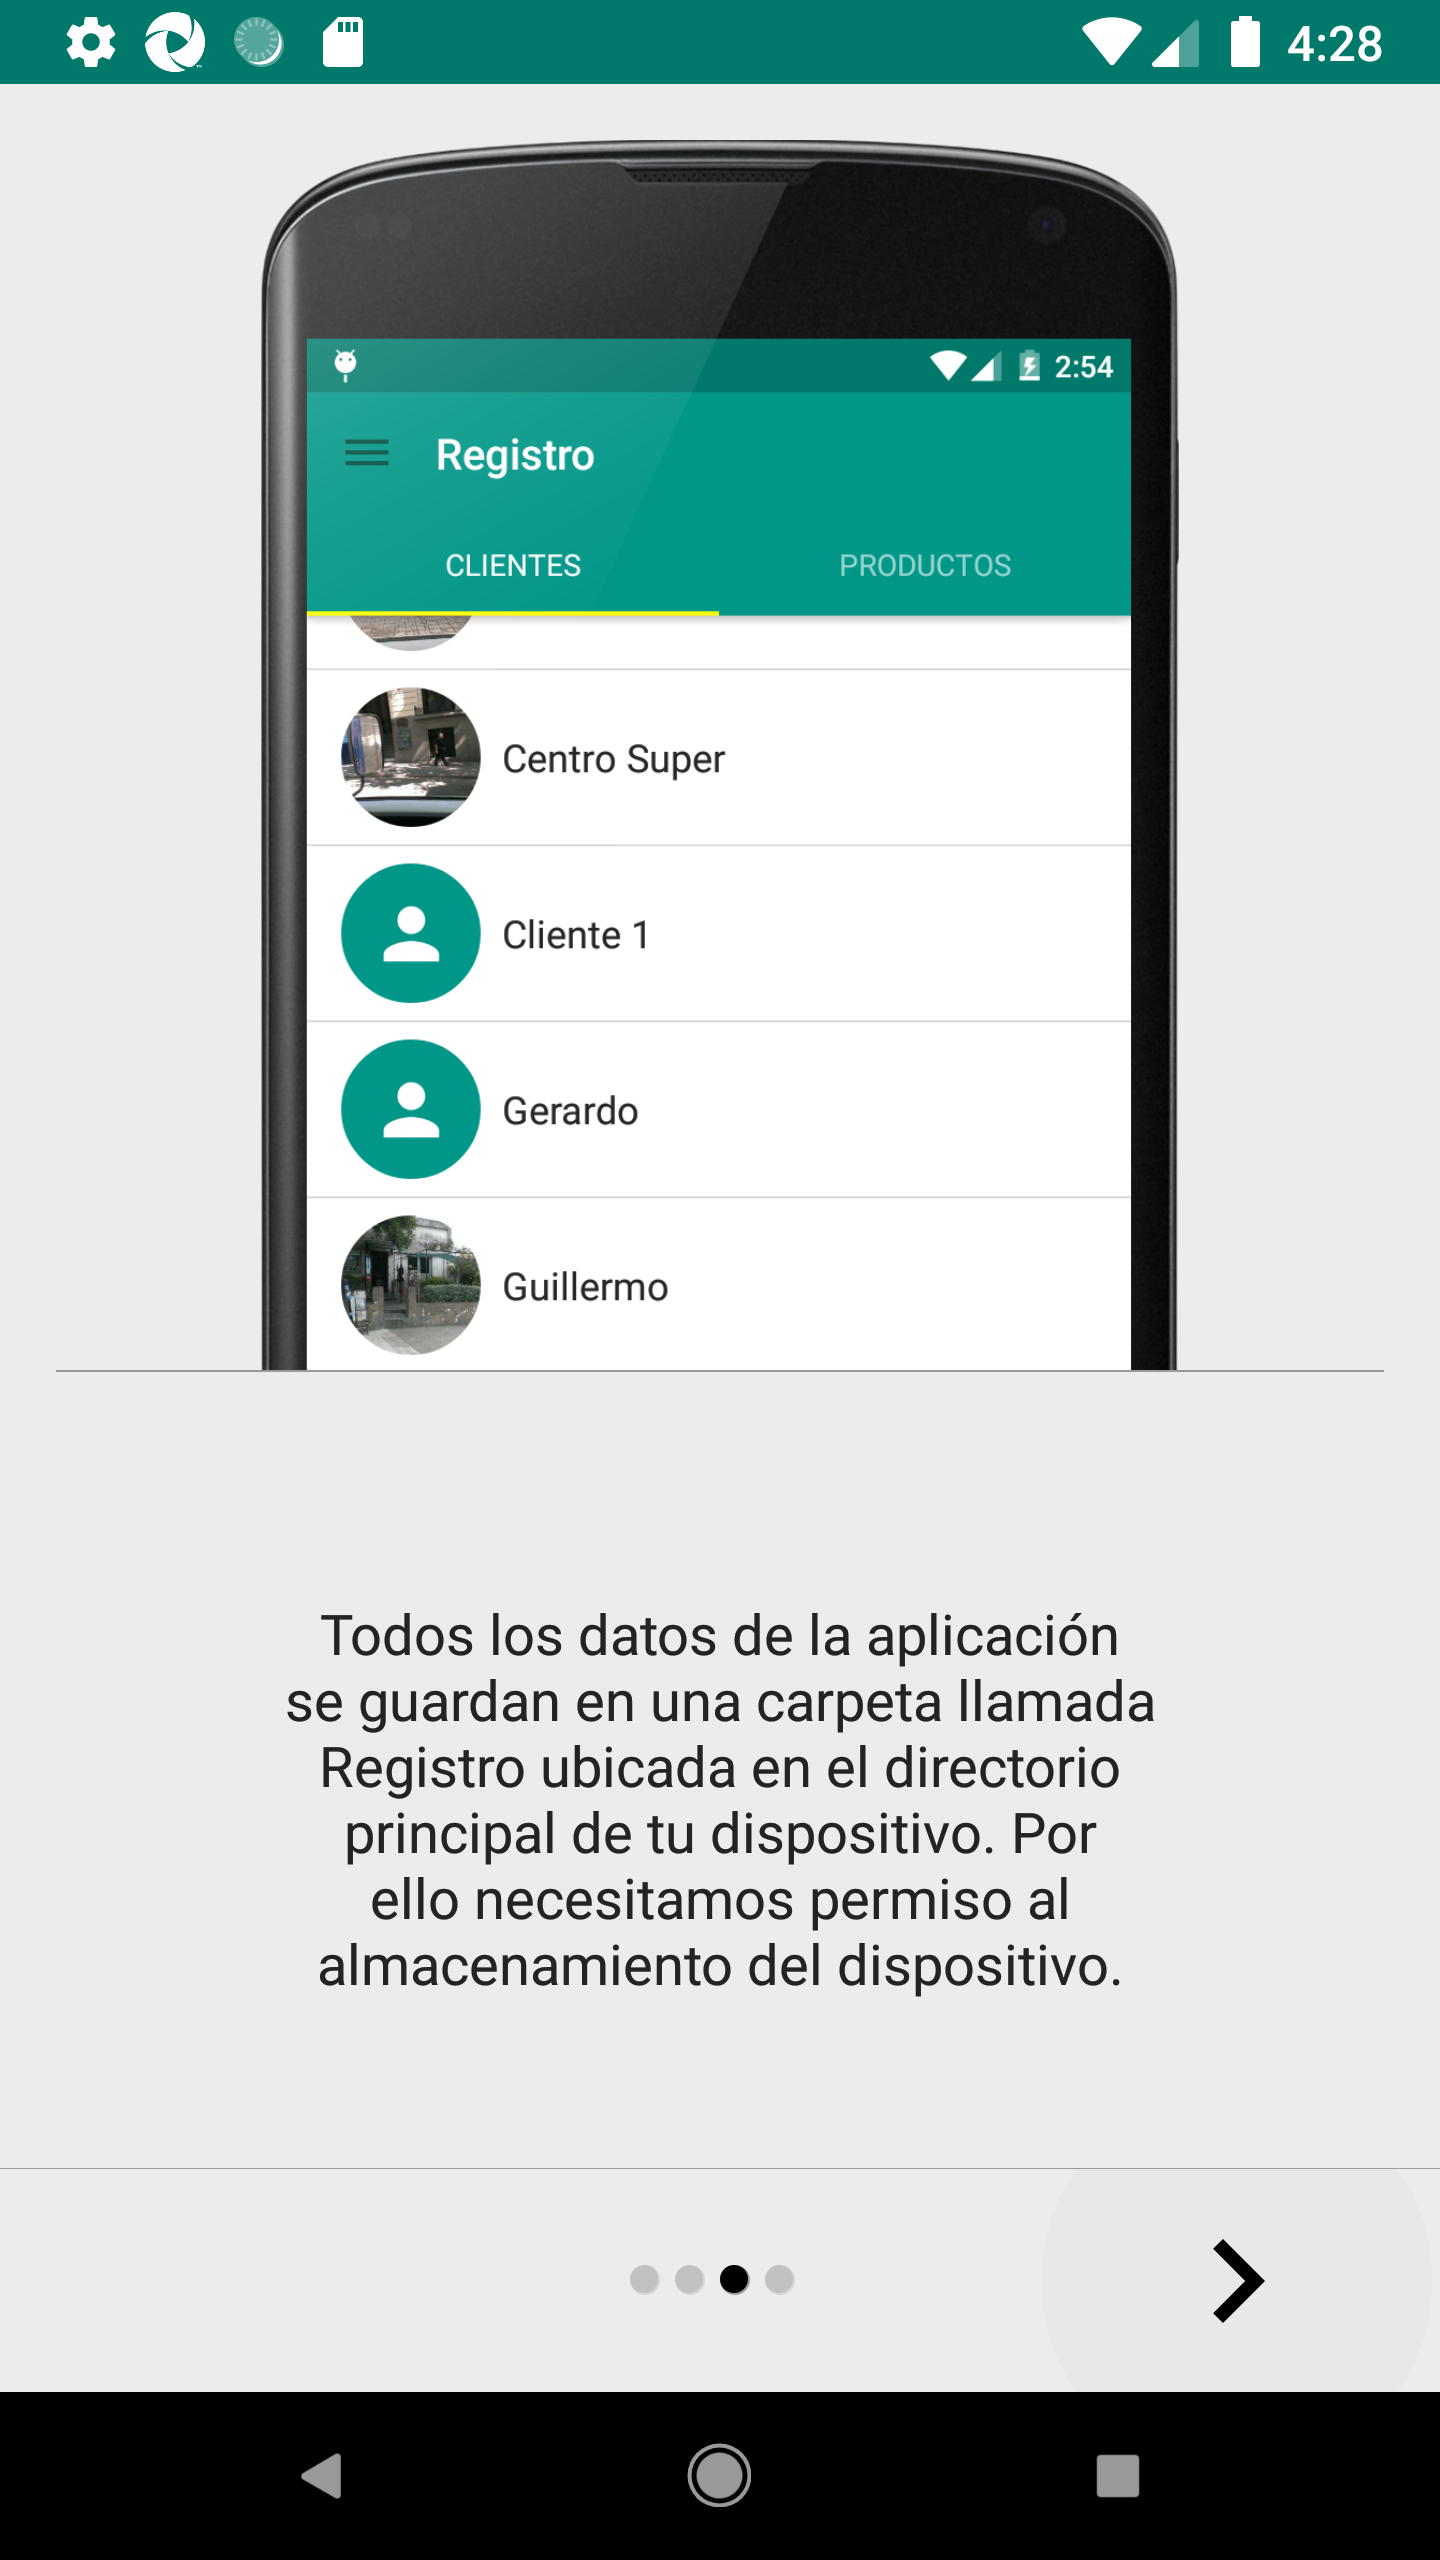 4:28
2:54
Registro
CLIENTES
PRODUCTOS
Centro Super
Cliente 1
Gerardo
Guillermo
Todos los datos de la aplicación
se guardan en una carpeta llamada
Registro ubicada en el directorio
principal de tu dispositivo. Por
ello necesitamos permiso al
almacenamiento del dispositivo.